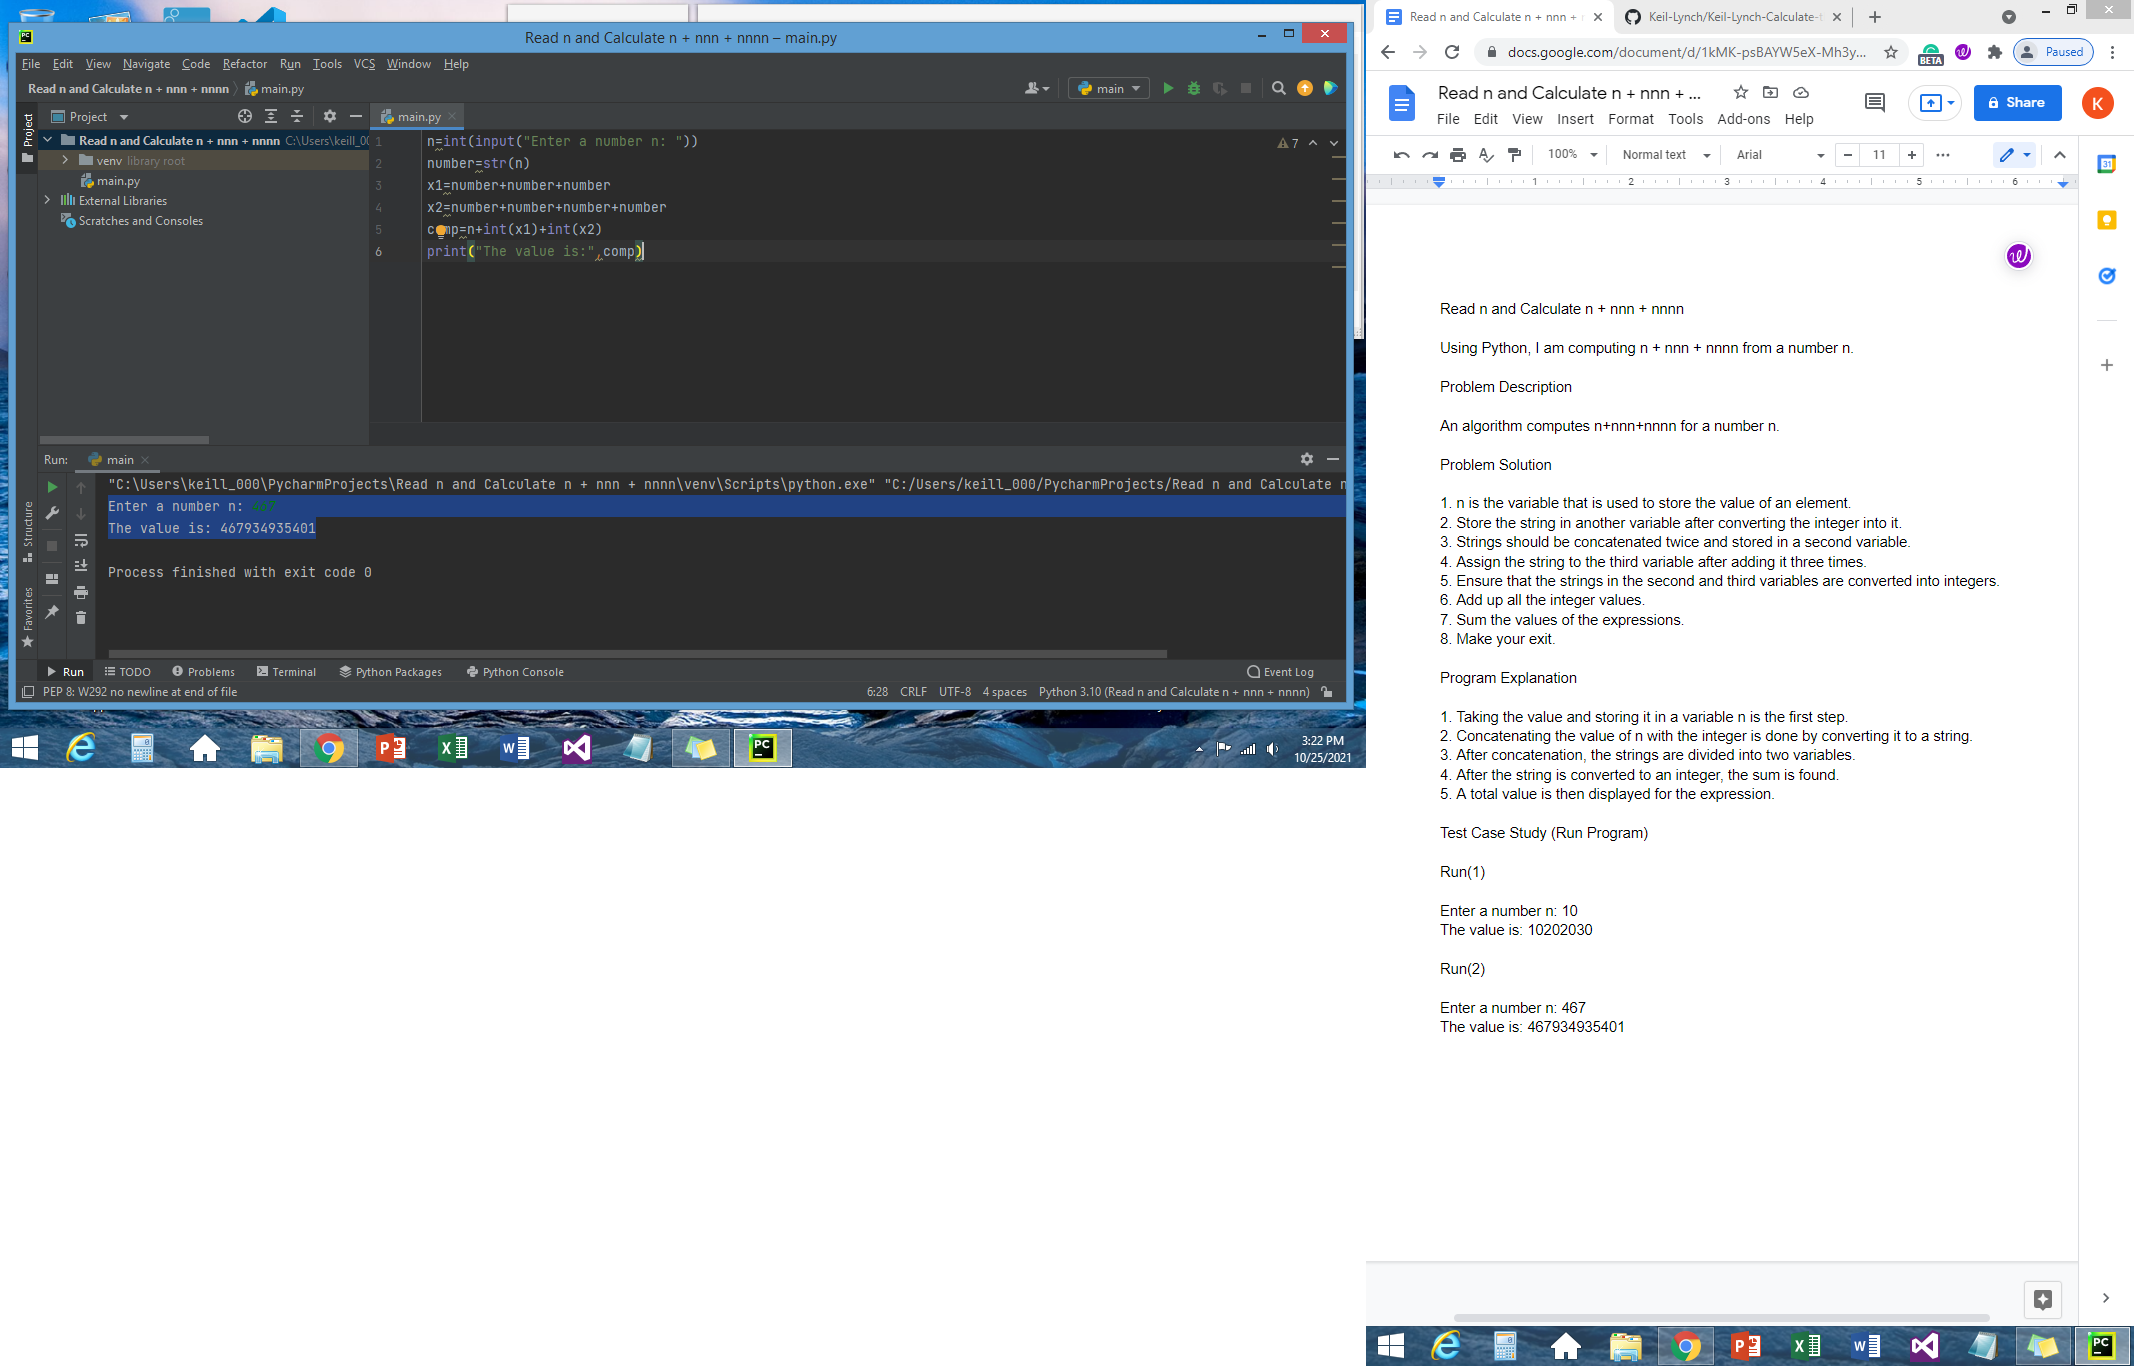 Read n and Calculate n + nnn + nnnn – main.py
File Edit View Navigate Code Refactor Run Tools VCS Window Help
Read n and Calculate n + nnn + nnnn main.py
main
Project
main.py
Project
Read n and Calculate n + nnn + nnnn C:\Users\keill_00
venv library root
main.py
External Libraries
Scratches and Consoles
1 n=int(input("Enter a number n: "))
2 number=str(n)
3 x1=number+number+number
4 x2=number+number+number+number
5 comp=n+int(x1)+int(x2)
6 print("The value is:",comp)
7
Run: main
"C:\Users\keill_000\PycharmProjects\Read n and Calculate n + nnn + nnnn\venv\Scripts\python.exe" "C:/Users/keill_000/PycharmProjects/Read n and Calculate n
Enter a number n: 467
The value is: 467934935401
Process finished with exit code 0
Structure
Favorites
Run TODO Problems Terminal Python Packages Python Console Event Log
PEP 8: W292 no newline at end of file 6:28 CRLF UTF-8 4 spaces Python 3.10 (Read n and Calculate n + nnn + nnnn)
3:22 PM
10/25/2021
Read n and Calculate n + nnn +
Keil-Lynch/Keil-Lynch-Calculate-
docs.google.com/document/d/1kMK-psBAYW5eX-Mh3y...
BETA
Paused
Read n and Calculate n + nnn + ...
File Edit View Insert Format Tools Add-ons Help
Share
K
100% Normal text Arial 11
1 2 3 4 5 6
31
Read n and Calculate n + nnn + nnnn
Using Python, I am computing n + nnn + nnnn from a number n.
Problem Description
An algorithm computes n+nnn+nnnn for a number n.
Problem Solution
1. n is the variable that is used to store the value of an element.
2. Store the string in another variable after converting the integer into it.
3. Strings should be concatenated twice and stored in a second variable.
4. Assign the string to the third variable after adding it three times.
5. Ensure that the strings in the second and third variables are converted into integers.
6. Add up all the integer values.
7. Sum the values of the expressions.
8. Make your exit.
Program Explanation
1. Taking the value and storing it in a variable n is the first step.
2. Concatenating the value of n with the integer is done by converting it to a string.
3. After concatenation, the strings are divided into two variables.
4. After the string is converted to an integer, the sum is found.
5. A total value is then displayed for the expression.
Test Case Study (Run Program)
Run(1)
Enter a number n: 10
The value is: 10202030
Run(2)
Enter a number n: 467
The value is: 467934935401